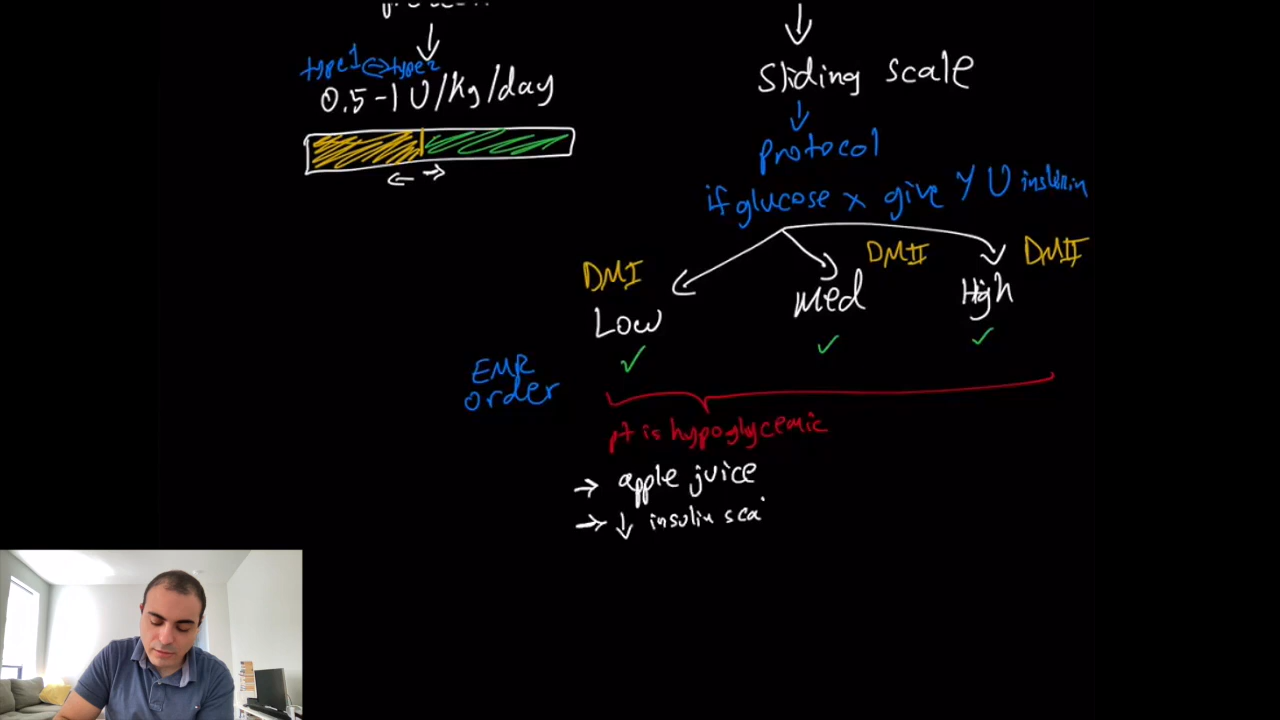 type1 ⇔ type2
0.5-1 U/kg/day
← →
↓
Sliding scale
↓
protocol
if glucose x give Y U insulin
DMI
Low
✓
DMII
Med
✓
DMII
High
✓
EMR
order
pt is hypoglycemic
→ apple juice
→ ↓ insulin sca